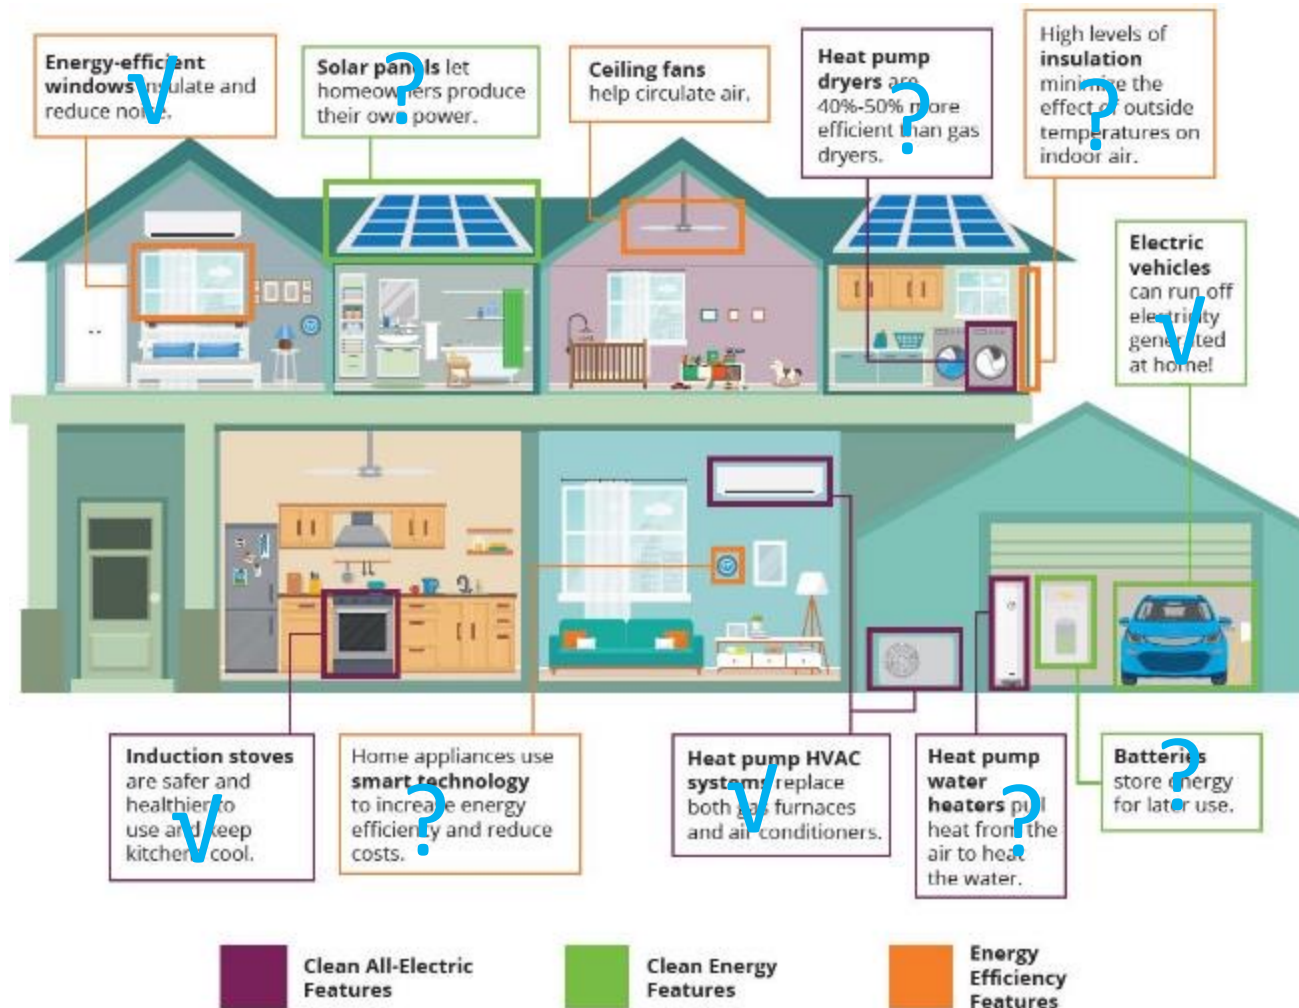 Energy-efficient
windows insulate and
reduce noise.
√
Solar panels let
homeowners produce
their own power.
?
Ceiling fans
help circulate air.
Heat pump
dryers are
40%-50% more
efficient than gas
dryers.
?
High levels of
insulation
minimize the
effect of outside
temperatures on
indoor air.
?
Electric
vehicles
can run off
electricity
generated
at home!
√
Induction stoves
are safer and
healthier to
use and keep
kitchens cool.
√
Home appliances use
smart technology
to increase energy
efficiency and reduce
costs.
?
Heat pump HVAC
systems replace
both gas furnaces
and air conditioners.
√
Heat pump
water
heaters pull
heat from the
air to heat
the water.
?
Batteries
store energy
for later use.
?
Clean All-Electric
Features
Clean Energy
Features
Energy
Efficiency
Features